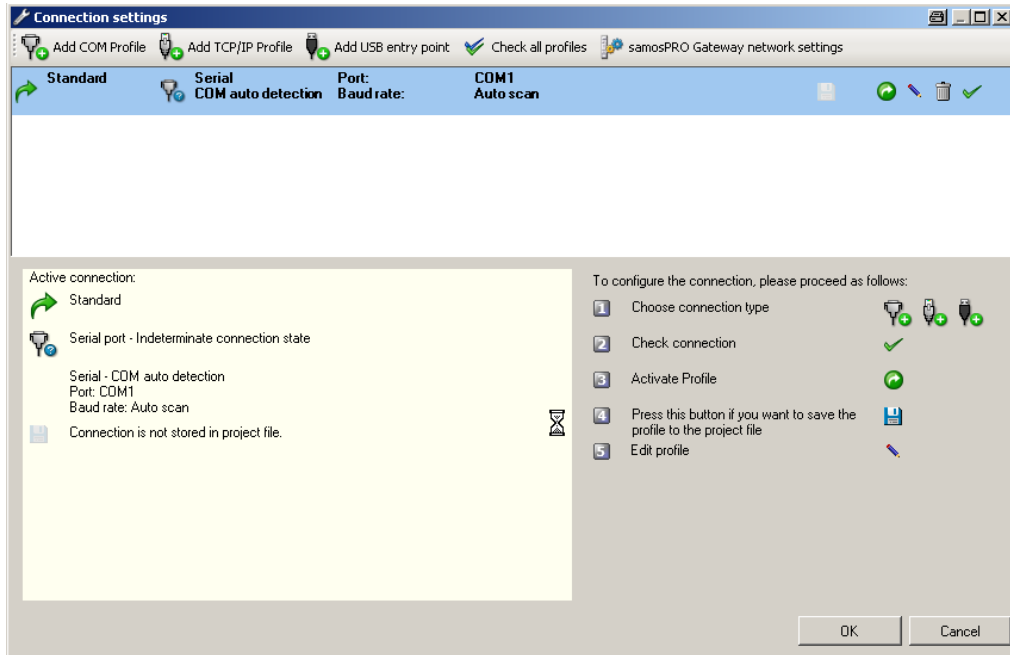 Connection settings
Add COM Profile Add TCP/IP Profile Add USB entry point Check all profiles samosPRO Gateway network settings
Standard Serial Port: COM1
COM auto detection Baud rate: Auto scan
Active connection:
Standard
Serial port - Indeterminate connection state
Serial - COM auto detection
Port: COM1
Baud rate: Auto scan
Connection is not stored in project file.
To configure the connection, please proceed as follows:
1 Choose connection type
2 Check connection
3 Activate Profile
4 Press this button if you want to save the
profile to the project file
5 Edit profile
OK Cancel